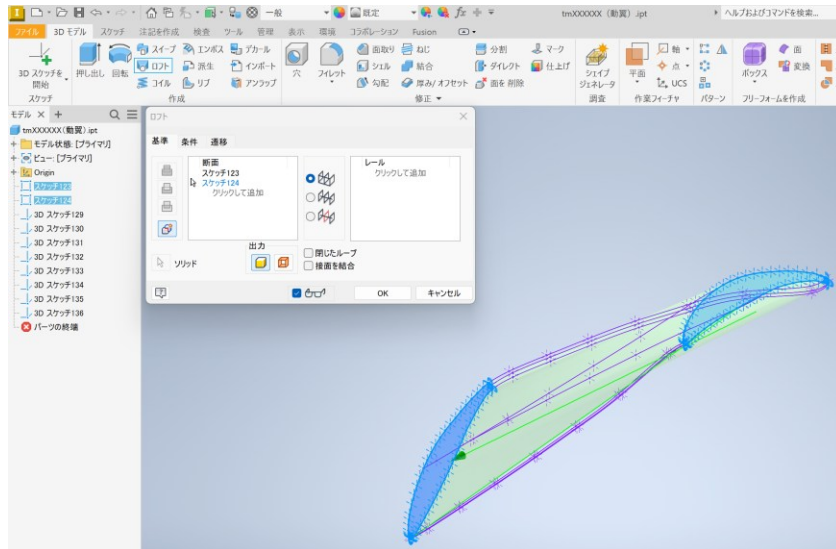 一般
既定
tmXXXXXX（動翼）.ipt
ヘルプおよびコマンドを検索...
ファイル 3D モデル スケッチ 注記を作成 検査 ツール 管理 表示 環境 コラボレーション Fusion
3D スケッチを
開始
押し出し
回転
スイープ エンボス デカール
ロフト 派生 インポート
コイル リブ アンラップ
穴
フィレット
面取り ねじ 分割 マーク
シェル 結合 ダイレクト 仕上げ
勾配 厚み/オフセット 面を削除
シェイプ
ジェネレータ
平面
軸
点
UCS
ボックス
面
変換
スケッチ 作成 修正 調査 作業フィーチャ パターン フリーフォームを作成
モデル
tmXXXXXX(動翼).ipt
モデル状態: [プライマリ]
ビュー: [プライマリ]
Origin
スケッチ123
スケッチ124
3D スケッチ129
3D スケッチ130
3D スケッチ131
3D スケッチ132
3D スケッチ133
3D スケッチ134
3D スケッチ135
3D スケッチ136
パーツの終端
ロフト
基準 条件 遷移
断面
スケッチ123
スケッチ124
クリックして追加
レール
クリックして追加
出力
ソリッド
閉じたループ
接面を結合
OK
キャンセル